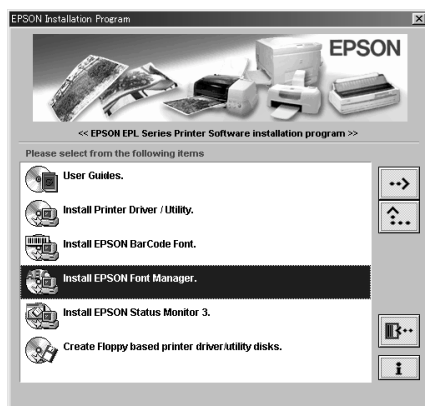 EPSON Installation Program
EPSON
<< EPSON EPL Series Printer Software installation program >>
Please select from the following items
User Guides.
Install Printer Driver / Utility.
Install EPSON BarCode Font.
Install EPSON Font Manager.
Install EPSON Status Monitor 3.
Create Floppy based printer driver/utility disks.